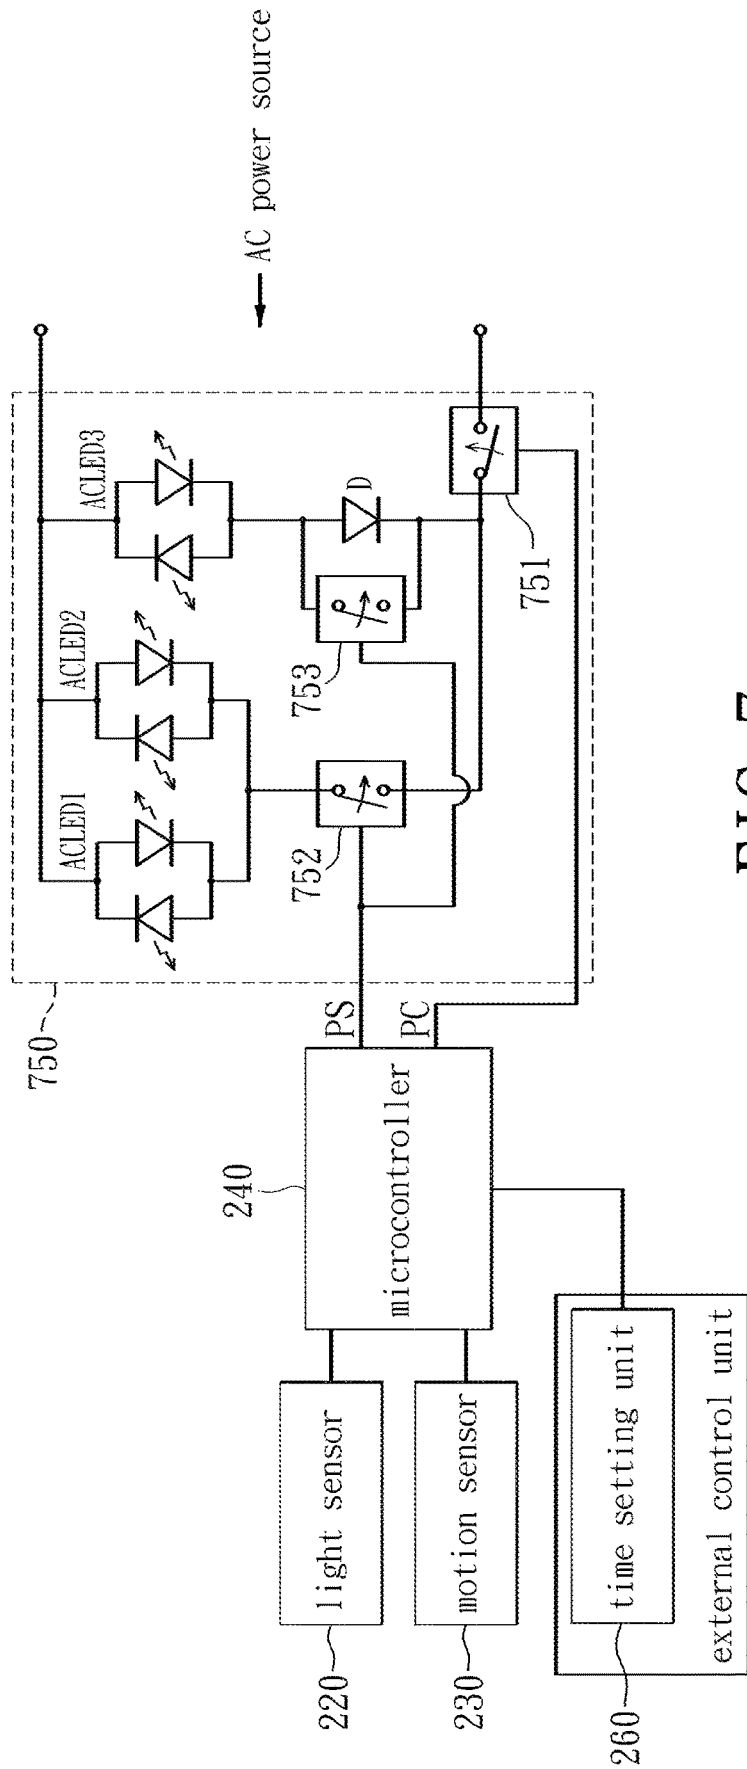 750
AC power source
ACLED1
ACLED2
ACLED3
D
751
752
753
PS
PC
240
microcontroller
220
light sensor
230
motion sensor
260
time setting unit
external control unit